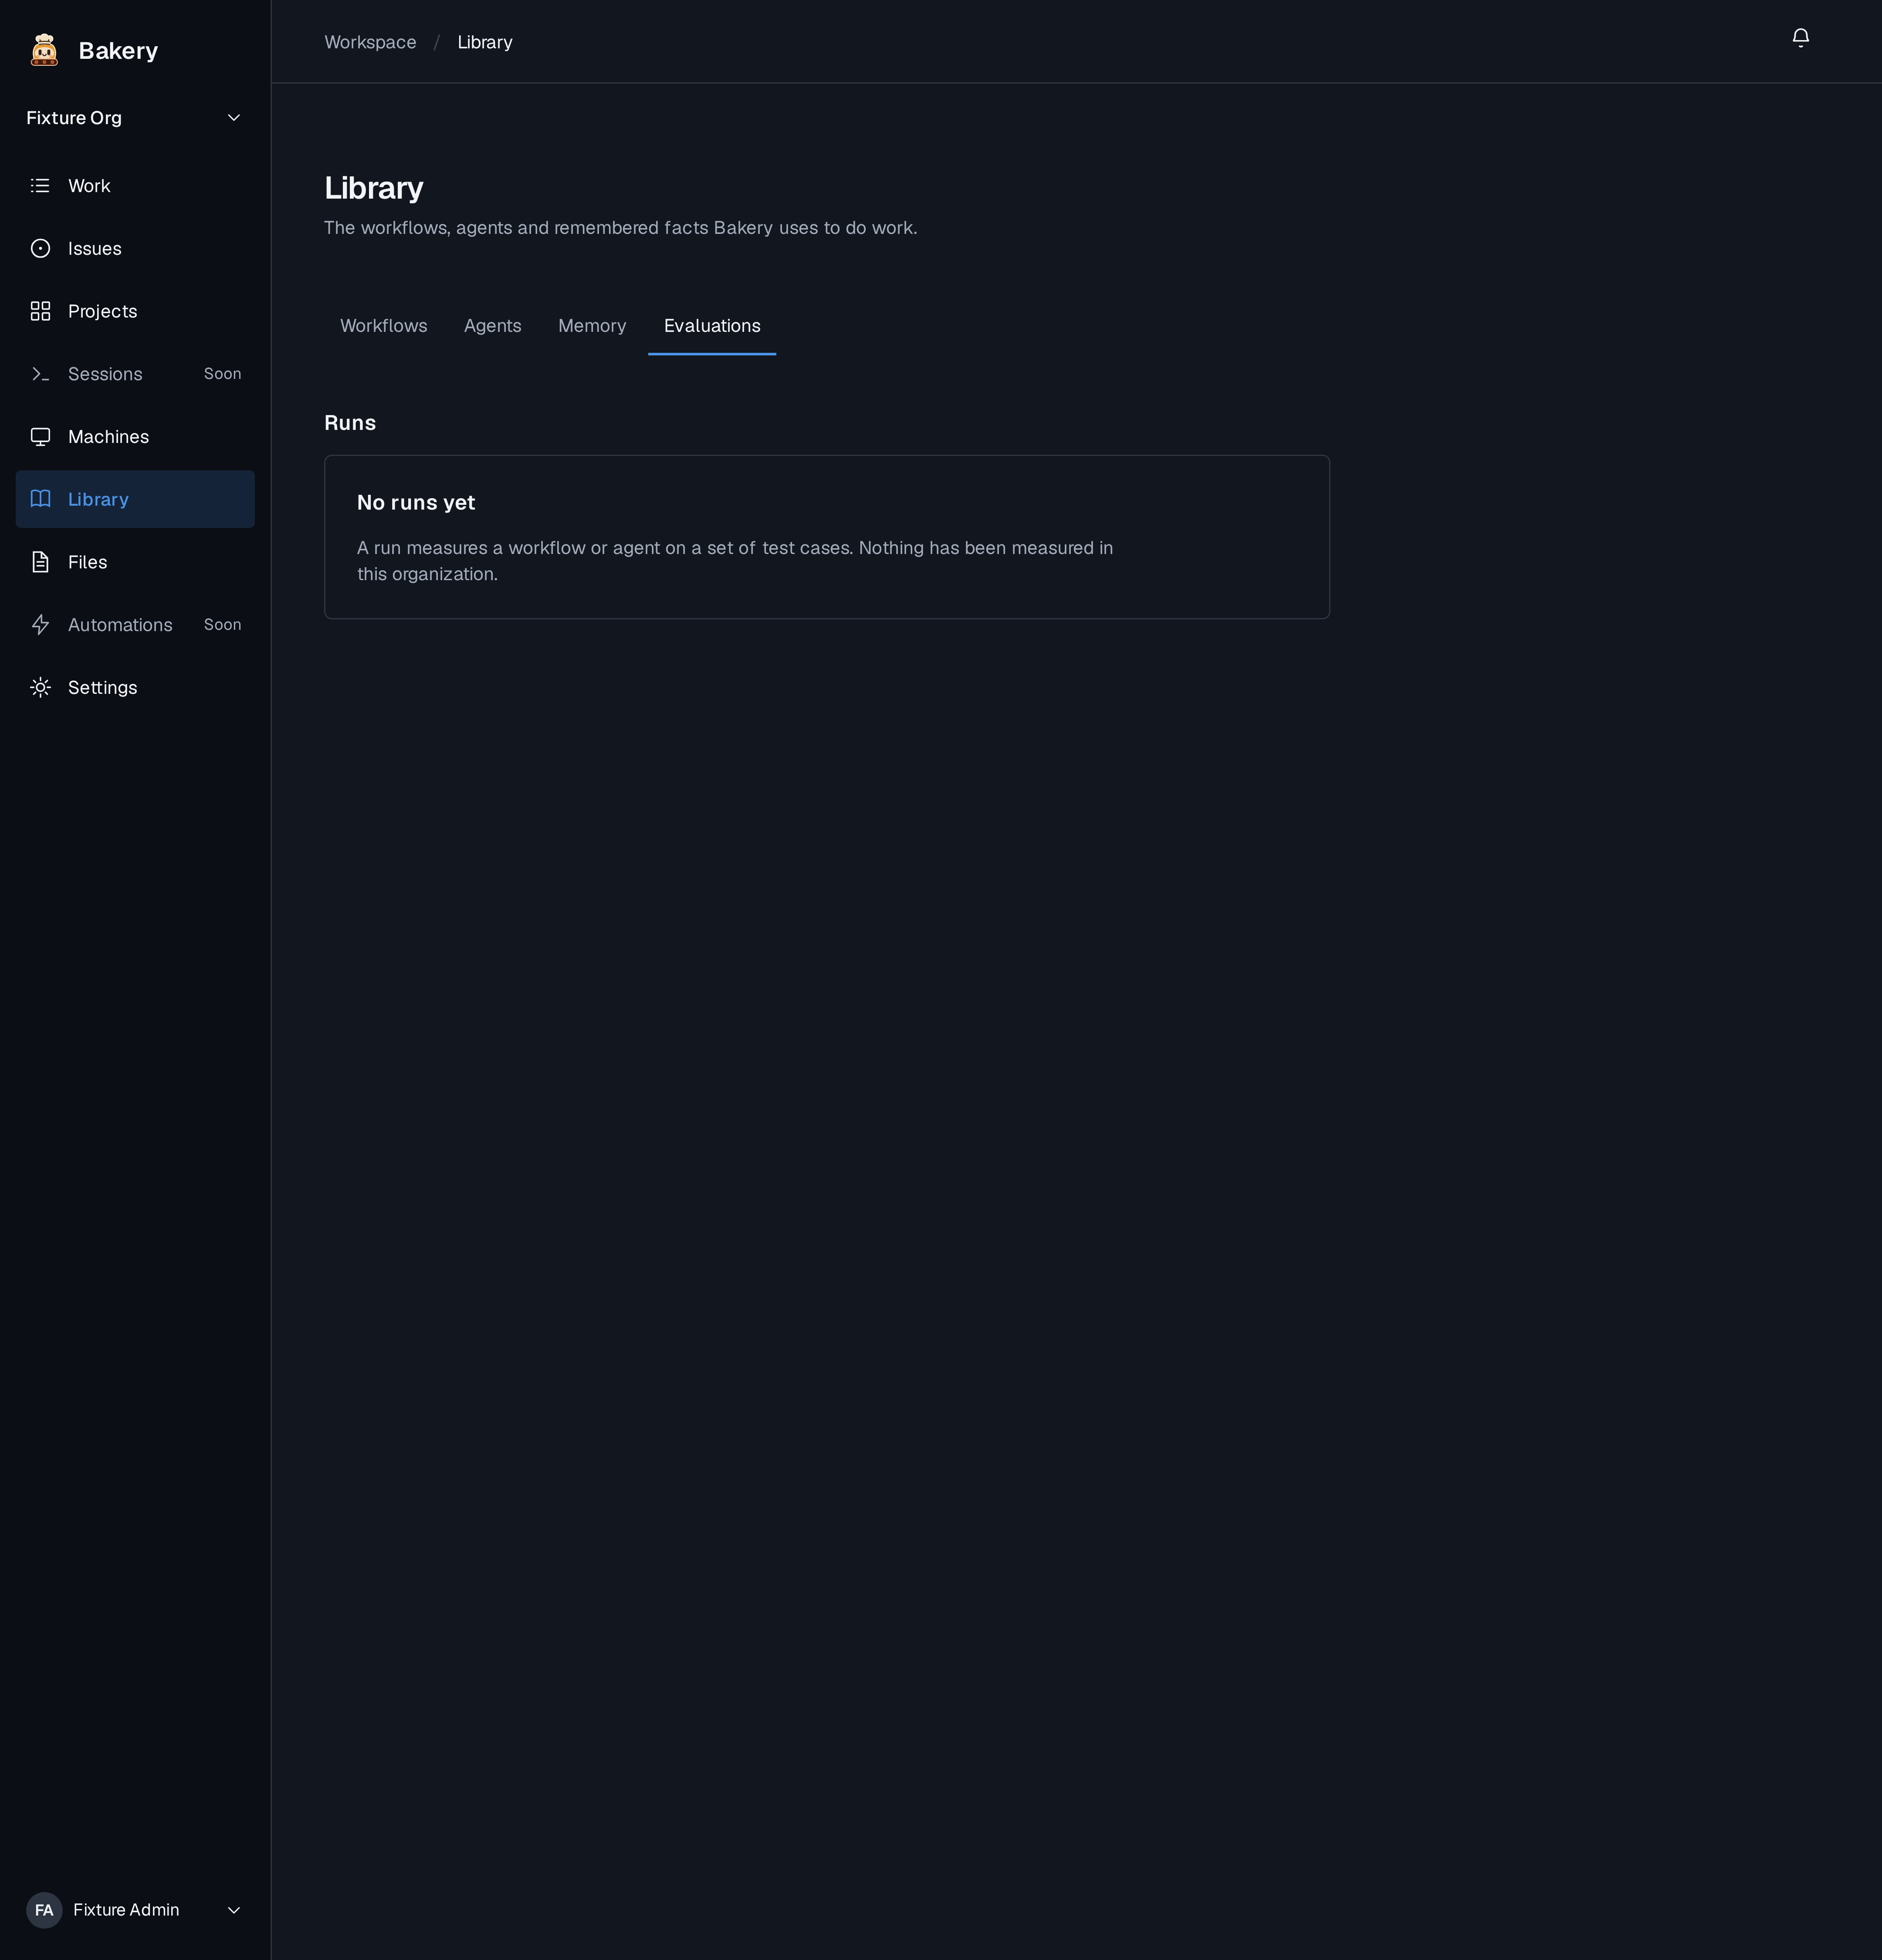 Bakery
Fixture Org
Work
Issues
Projects
Sessions Soon
Machines
Library
Files
Automations Soon
Settings
FA Fixture Admin
Workspace / Library
Library
The workflows, agents and remembered facts Bakery uses to do work.
Workflows Agents Memory Evaluations
Runs
No runs yet
A run measures a workflow or agent on a set of test cases. Nothing has been measured in
this organization.